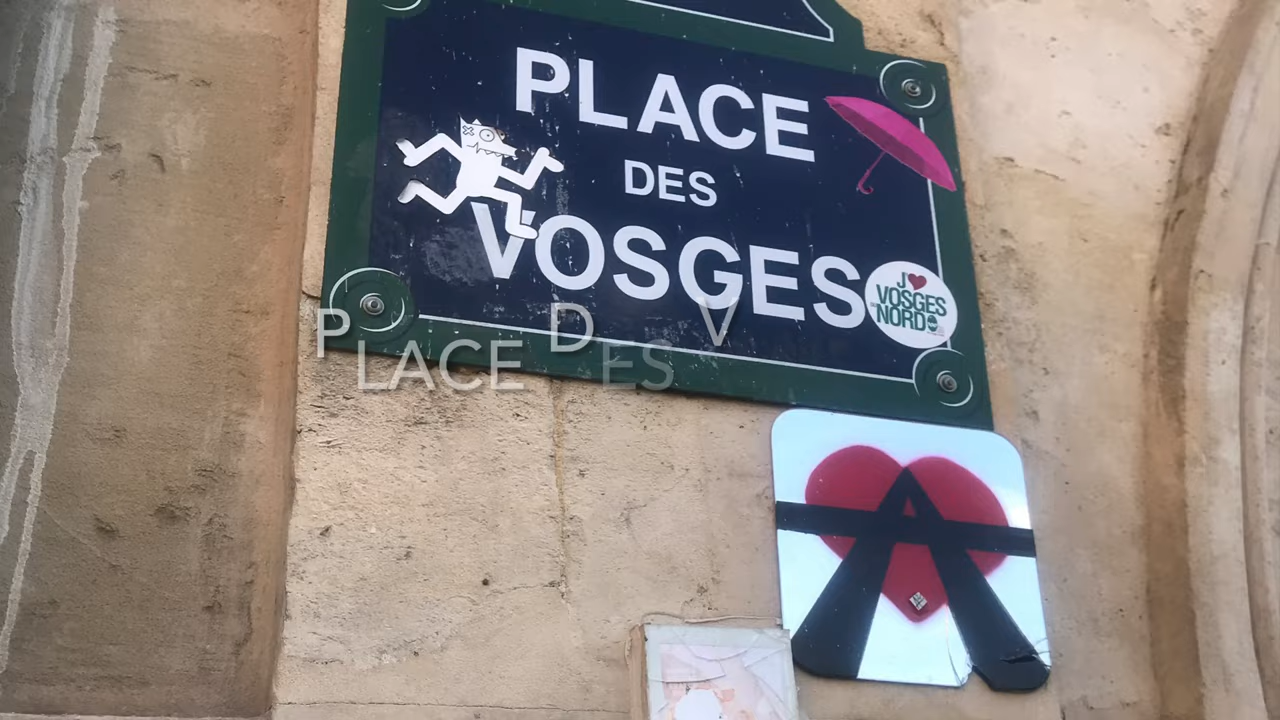 PLACE
DES
VOSGES
J'❤
VOSGES
NORD
P D V
PLACE DES